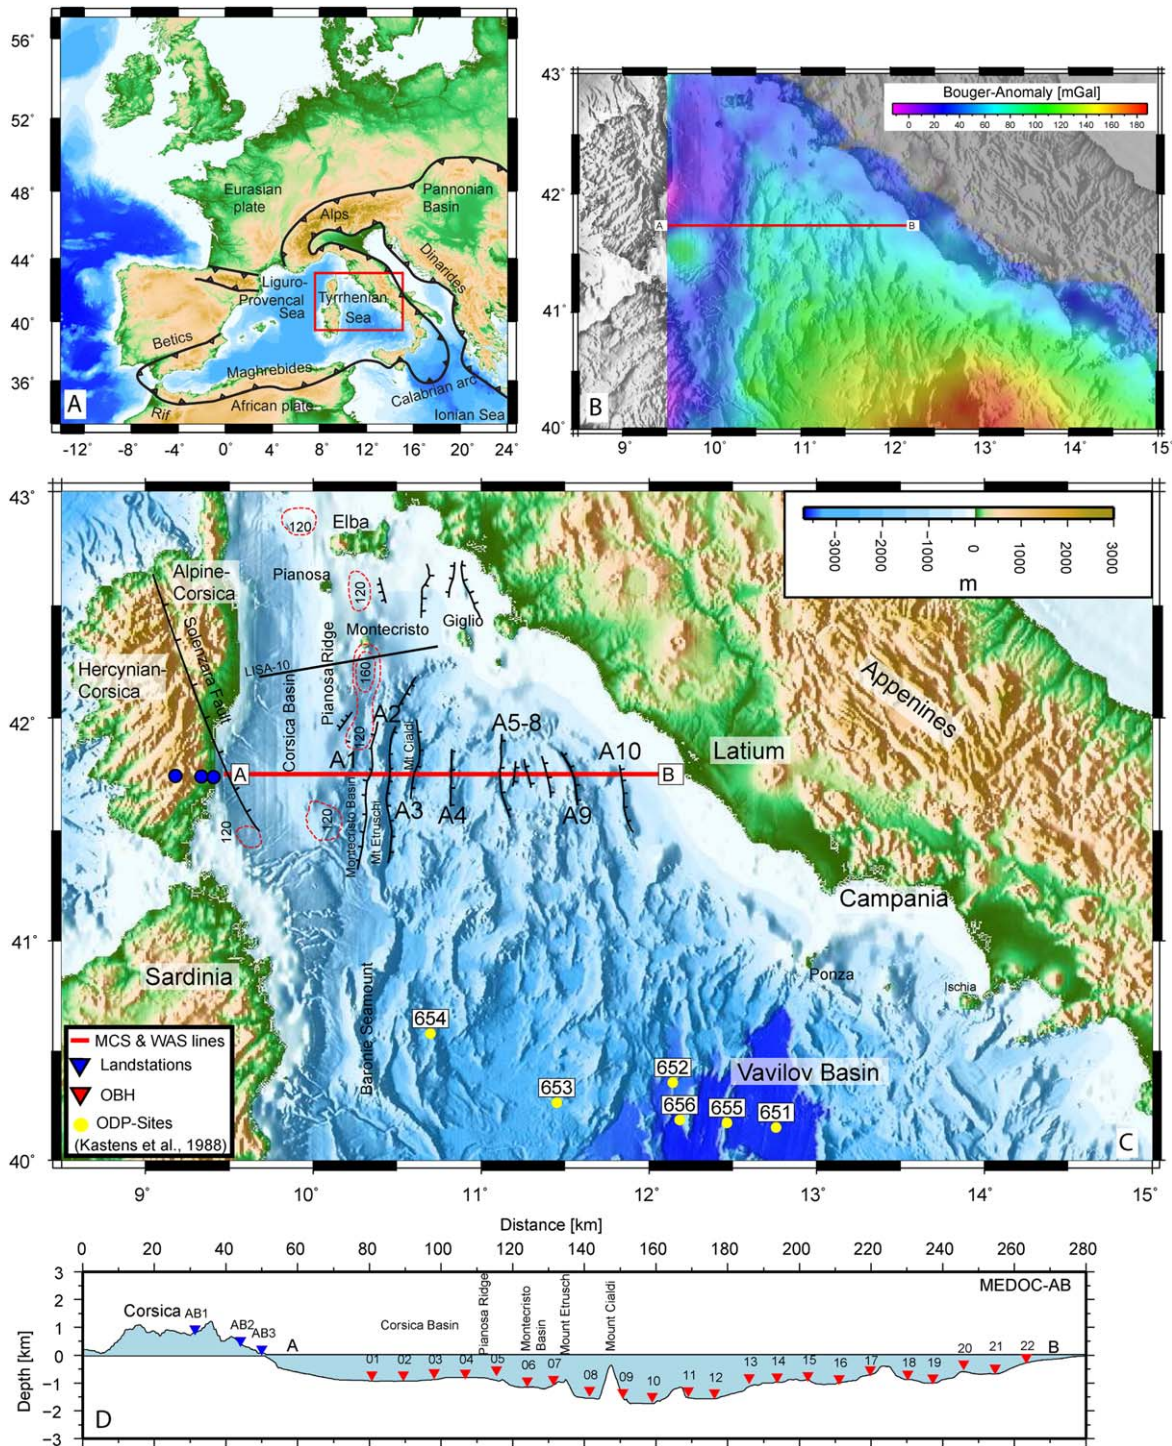 56°
52°
48°
44°
40°
36°
Eurasian
plate
Pannonian
Basin
Alps
Dinarides
Liguro-
Provencal
Sea
Tyrrhenian
Sea
Betics
Maghrebides
Calabrian arc
Rif
African plate
Ionian Sea
A
-12° -8° -4° 0° 4° 8° 12° 16° 20° 24°
43°
42°
41°
40°
Bouger-Anomaly [mGal]
0 20 40 60 80 100 120 140 160 180
A
B
B
9° 10° 11° 12° 13° 14° 15°
43°
42°
41°
40°
120
Elba
Alpine-
Corsica
Pianosa
120
Giglio
Montecristo
Solenzara Fault
Hercynian-
Corsica
LISA-10
Pianosa Ridge
160
Corsica Basin
A2
120
Mt Cialdi
A5-8
A10
A1
A
B
Montecristo Basin
Mt Etruschi
A3
A4
A9
120
120
Latium
Appenines
-3000
-2000
-1000
0
1000
2000
3000
m
Campania
Sardinia
Ponza
Ischia
Baronie Seamount
654
653
652
656
655
651
Vavilov Basin
MCS & WAS lines
Landstations
OBH
ODP-Sites
(Kastens et al., 1988)
C
9° 10° 11° 12° 13° 14° 15°
Distance [km]
0 20 40 60 80 100 120 140 160 180 200 220 240 260 280
3
2
1
0
-1
-2
-3
Depth [km]
Corsica
AB1
AB2
AB3
A
Corsica Basin
Pianosa Ridge
Montecristo
Basin
Mount Etrusch
Mount Cialdi
MEDOC-AB
B
01 02 03 04 05 06 07 08 09 10 11 12 13 14 15 16 17 18 19 20 21 22
D